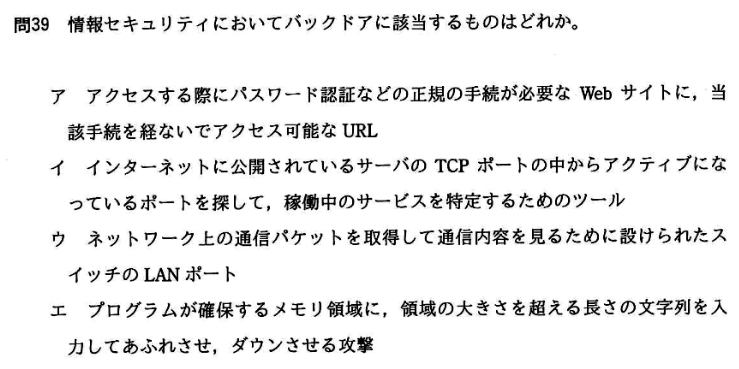 問39 情報セキュリティにおいてバックドアに該当するものはどれか。
ア アクセスする際にパスワード認証などの正規の手続が必要な Web サイトに，当
該手続を経ないでアクセス可能な URL
イ インターネットに公開されているサーバの TCP ポートの中からアクティブにな
っているポートを探して，稼働中のサービスを特定するためのツール
ウ ネットワーク上の通信パケットを取得して通信内容を見るために設けられたス
イッチの LAN ポート
エ プログラムが確保するメモリ領域に，領域の大きさを超える長さの文字列を入
力してあふれさせ，ダウンさせる攻撃